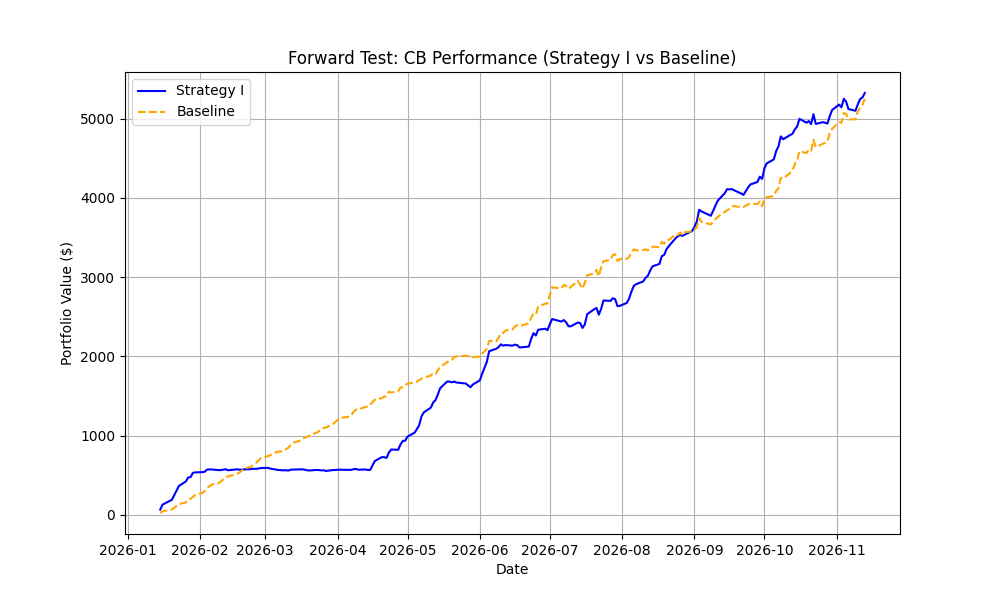 Forward Test: CB Performance (Strategy I vs Baseline)
Strategy I
Baseline
Portfolio Value ($)
5000
4000
3000
2000
1000
0
2026-01 2026-02 2026-03 2026-04 2026-05 2026-06 2026-07 2026-08 2026-09 2026-10 2026-11
Date